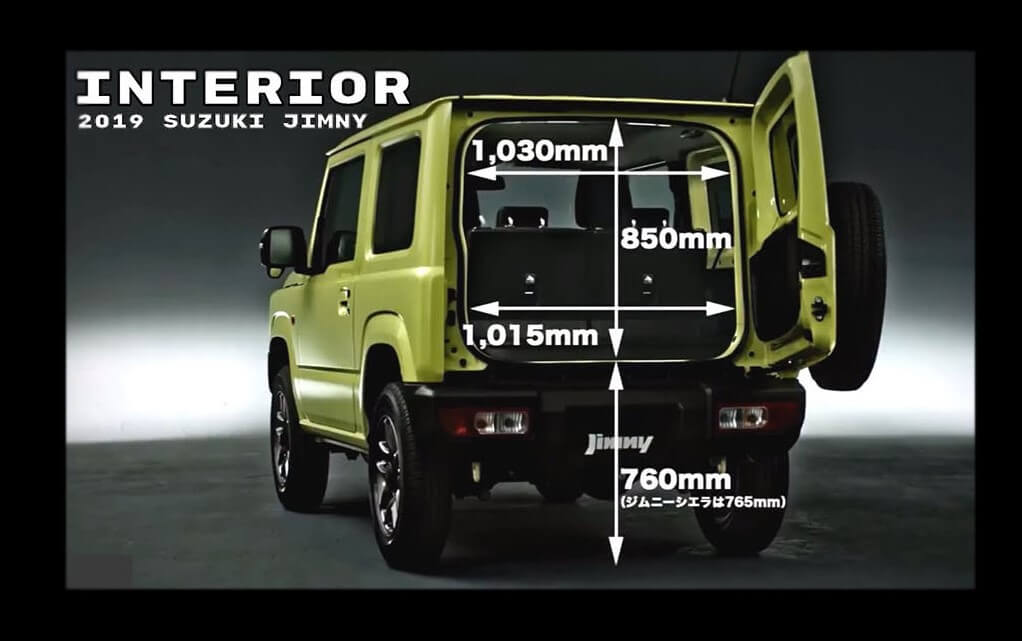 INTERIOR
2019 SUZUKI JIMNY
1,030mm
850mm
1,015mm
Jimny
760mm
(ジムニーシエラは765mm)